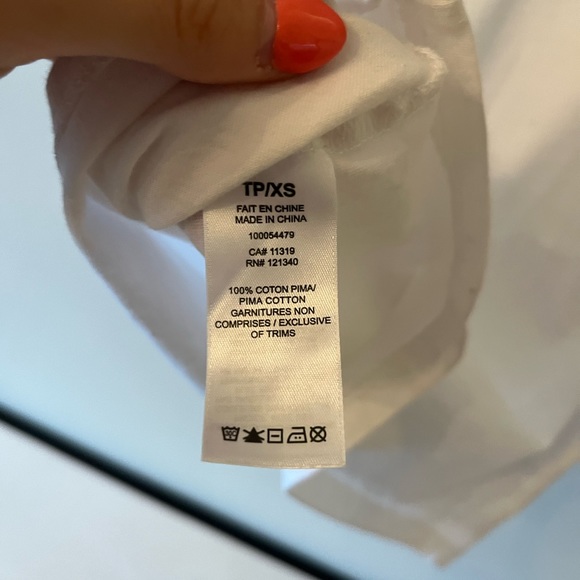 TP/XS
FAIT EN CHINE
MADE IN CHINA
100054479
CA# 11319
RN# 121340
100% COTON PIMA/
PIMA COTTON
GARNITURES NON
COMPRISES / EXCLUSIVE
OF TRIMS